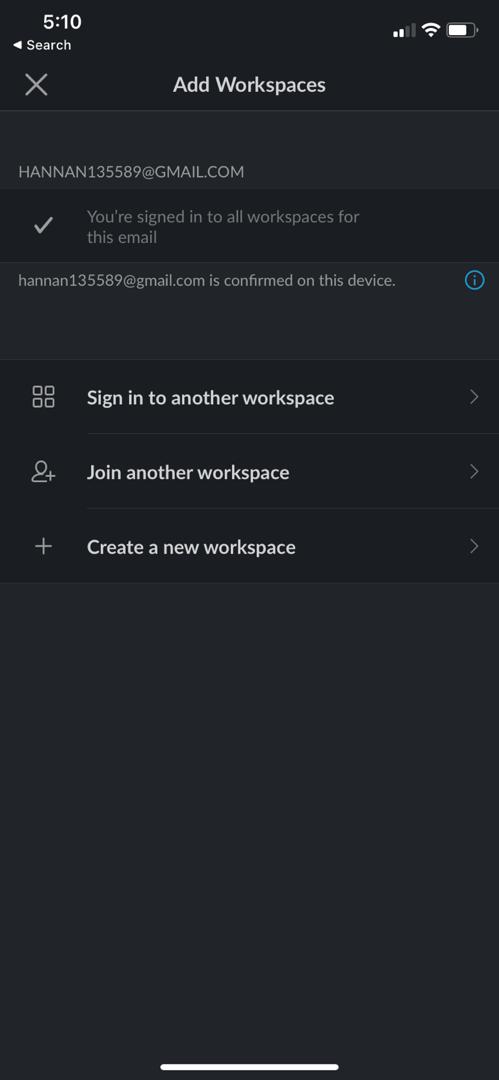 5:10
◀ Search
Add Workspaces
HANNAN135589@GMAIL.COM
You're signed in to all workspaces for
this email
hannan135589@gmail.com is confirmed on this device.
Sign in to another workspace
Join another workspace
Create a new workspace